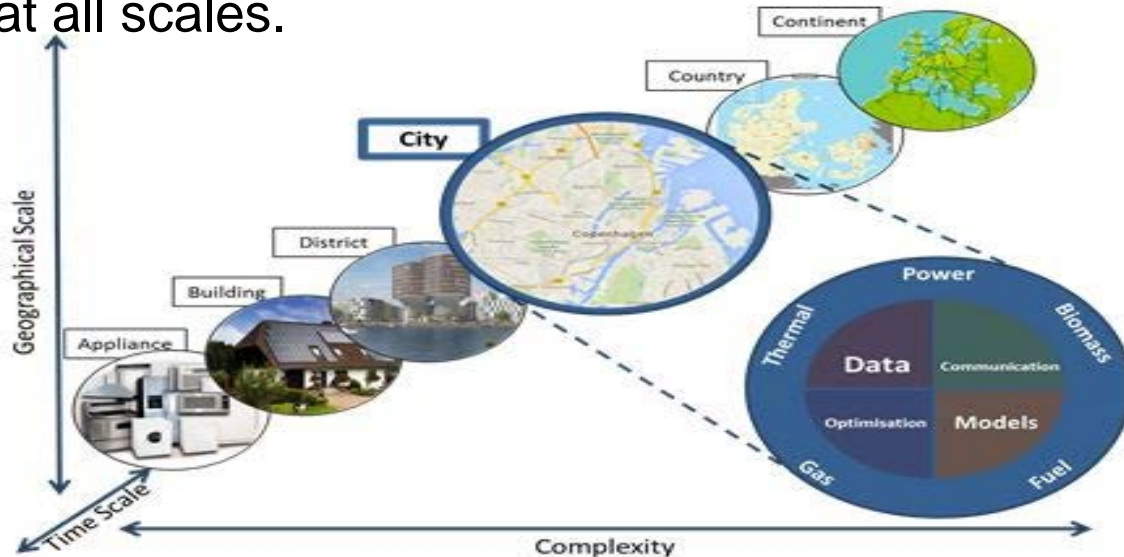 at all scales.
Continent
Country
City
District
Building
Appliance
Geographical Scale
Time Scale
Complexity
Copenhagen
Power
Thermal
Biomass
Data
Communication
Optimisation
Models
Gas
Fuel